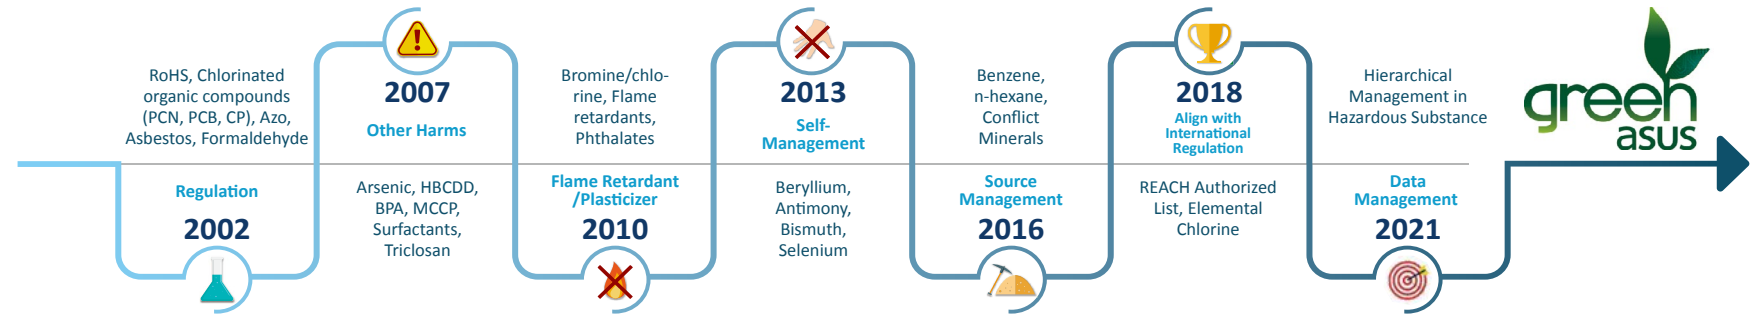 RoHS, Chlorinated
organic compounds
(PCN, PCB, CP), Azo,
Asbestos, Formaldehyde
Regulation
2002
2007
Other Harms
Arsenic, HBCDD,
BPA, MCCP,
Surfactants,
Triclosan
Bromine/chlo-
rine, Flame
retardants,
Phthalates
Flame Retardant
/Plasticizer
2010
2013
Self-
Management
Beryllium,
Antimony,
Bismuth,
Selenium
Benzene,
n-hexane,
Conflict
Minerals
Source
Management
2016
2018
Align with
International
Regulation
REACH Authorized
List, Elemental
Chlorine
Hierarchical
Management in
Hazardous Substance
Data
Management
2021
green
asus